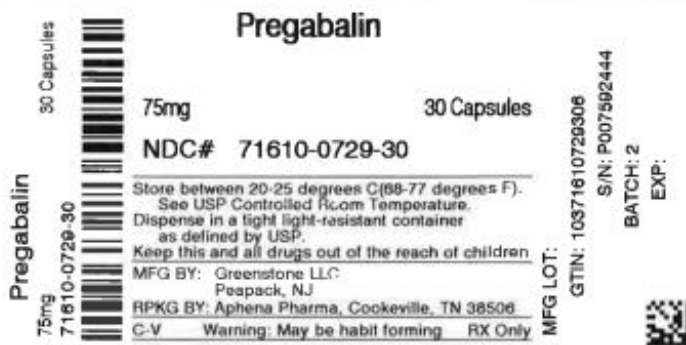 Pregabalin
75mg 30 Capsules
NDC# 71610-0729-30
Store between 20-25 degrees C(68-77 degrees F).
See USP Controlled Room Temperature.
Dispense in a tight light-resistant container
as defined by USP.
Keep this and all drugs out of the reach of children
MFG BY: Greenstone LLC
Peapack, NJ
RPKG BY: Aphena Pharma, Cookeville, TN 38506
C-V Warning: May be habit forming RX Only
Pregabalin
75mg 30 Capsules
71610-0729-30
MFG LOT:
GTIN: 10371610729306
S/N: P007592444
BATCH: 2
EXP: